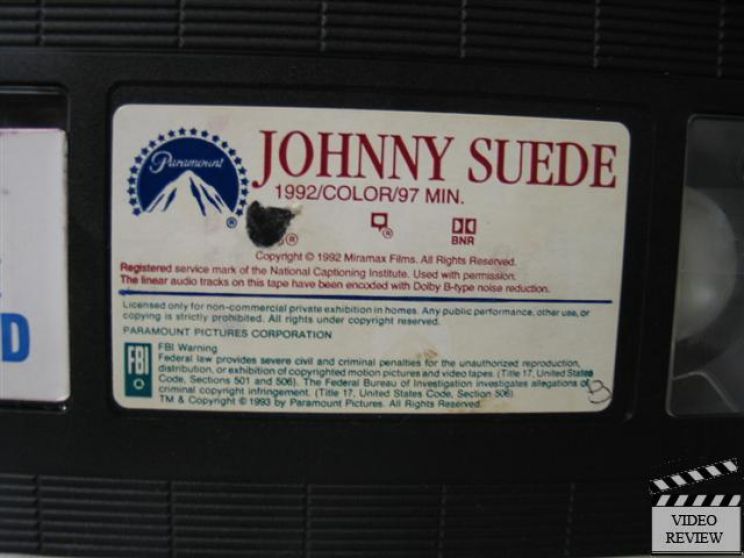 Paramount
JOHNNY SUEDE
1992/COLOR/97 MIN.
BNR
Copyright © 1992 Miramax Films. All Rights Reserved.
Registered service mark of the National Captioning Institute. Used with permission.
The linear audio tracks on this tape have been encoded with Dolby B-type noise reduction.
Licensed only for non-commercial private exhibition in homes. Any public performance, other use, or
copying is strictly prohibited. All rights under copyright reserved.
PARAMOUNT PICTURES CORPORATION
FBI
FBI Warning
Federal law provides severe civil and criminal penalties for the unauthorized reproduction,
distribution, or exhibition of copyrighted motion pictures and video tapes. (Title 17, United States
Code, Sections 501 and 506). The Federal Bureau of Investigation investigates allegations of
criminal copyright infringement. (Title 17, United States Code, Section 506).
TM & Copyright © 1993 by Paramount Pictures. All Rights Reserved.
B
D
VIDEO
REVIEW